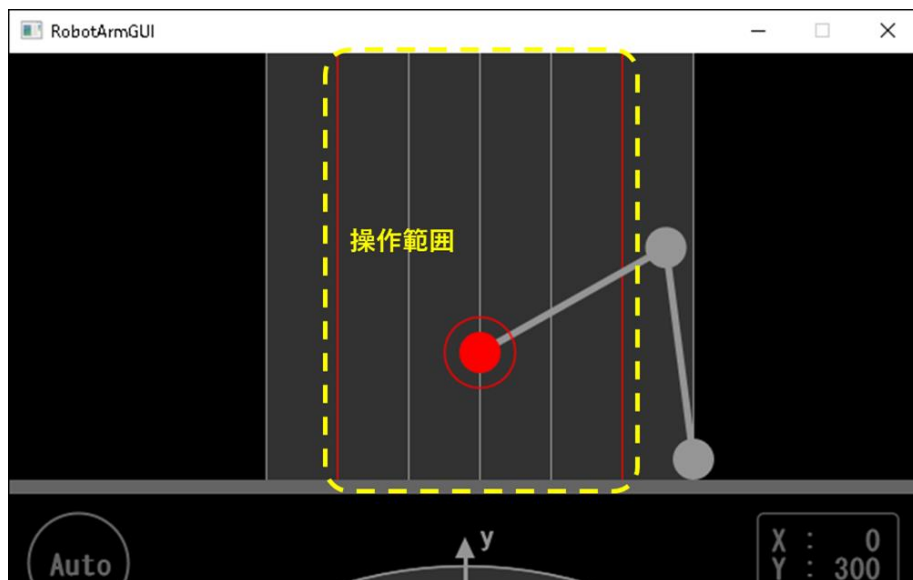 RobotArmGUI
操作範囲
y
Auto
X : 0
Y : 300